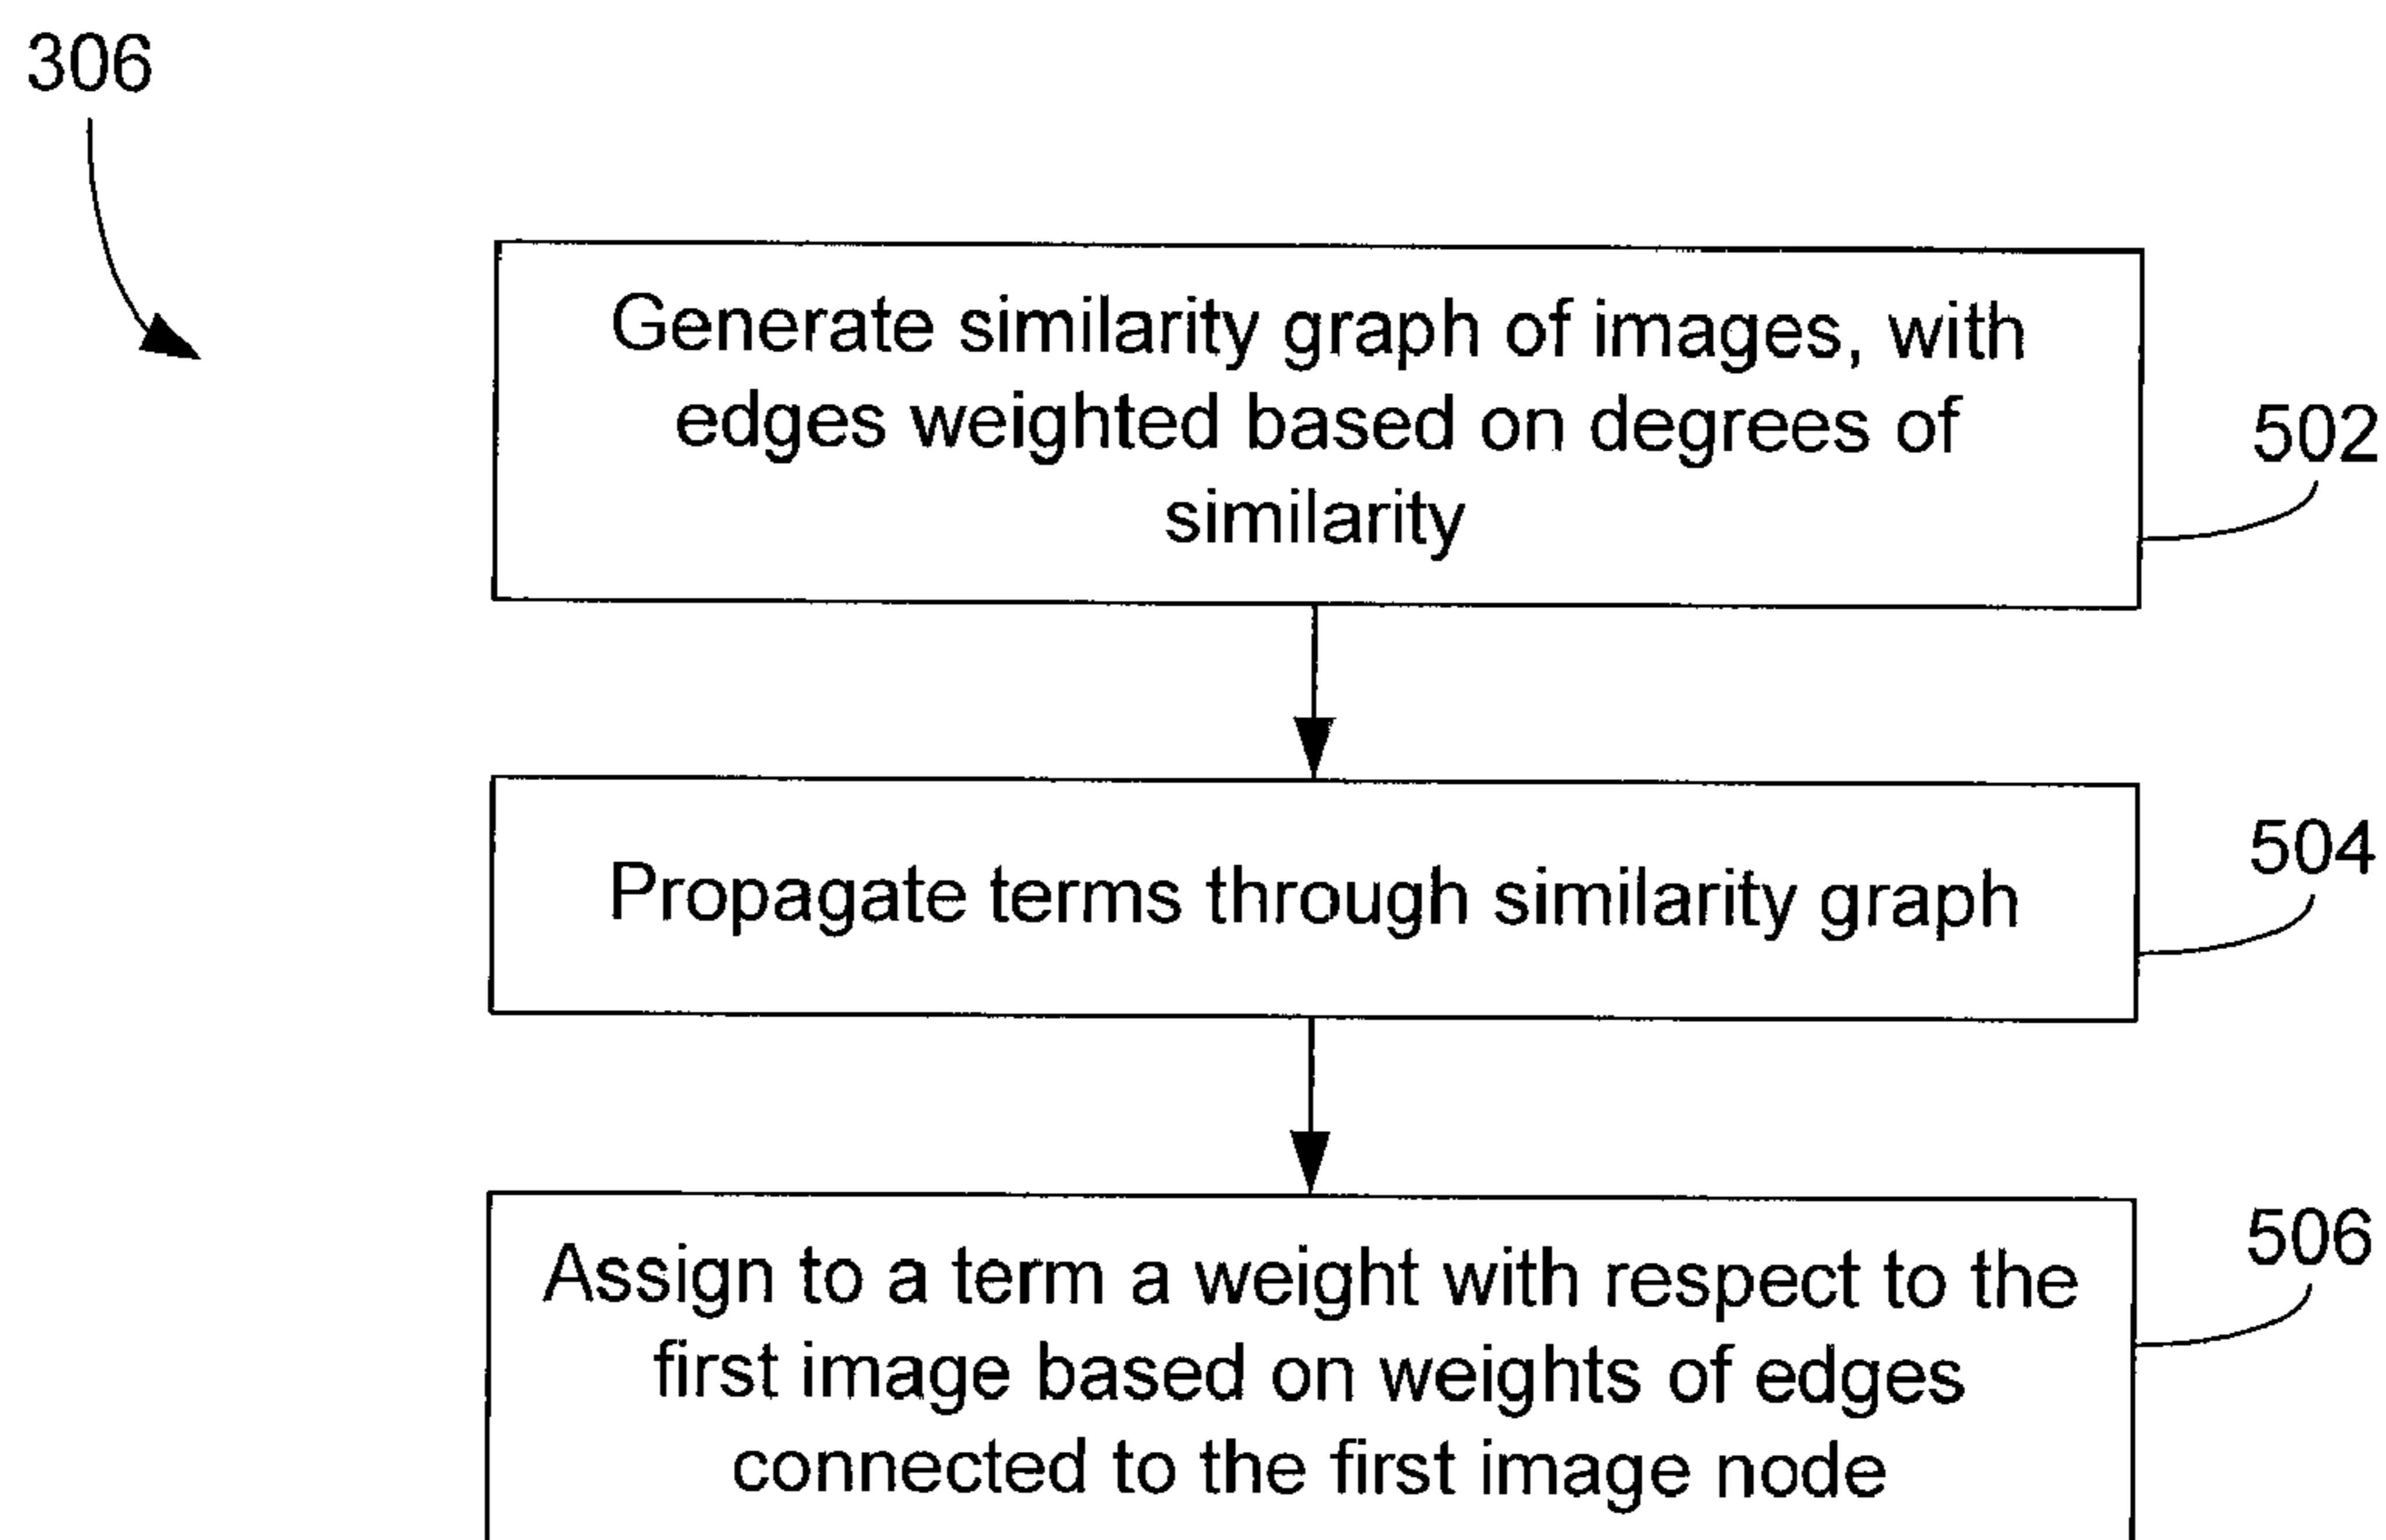 306
Generate similarity graph of images, with
edges weighted based on degrees of
similarity
502
Propagate terms through similarity graph
504
Assign to a term a weight with respect to the
first image based on weights of edges
connected to the first image node
506